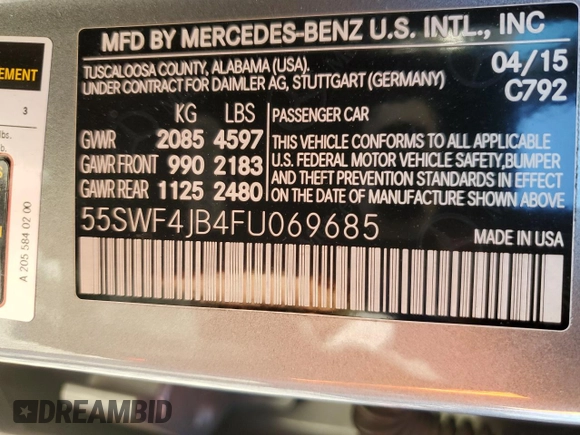 MFD BY MERCEDES-BENZ U.S. INTL., INC
TUSCALOOSA COUNTY, ALABAMA (USA). 04/15
UNDER CONTRACT FOR DAIMLER AG, STUTTGART (GERMANY) C792
KG LBS PASSENGER CAR
GVWR 2085 4597
GAWR FRONT 990 2183
GAWR REAR 1125 2480
THIS VEHICLE CONFORMS TO ALL APPLICABLE
U.S. FEDERAL MOTOR VEHICLE SAFETY,BUMPER
AND THEFT PREVENTION STANDARDS IN EFFECT
ON THE DATE OF MANUFACTURE SHOWN ABOVE.
55SWF4JB4FU069685
MADE IN USA
EMENT
3
lbs.
b.
A 205 584 02 00
DREAMBID